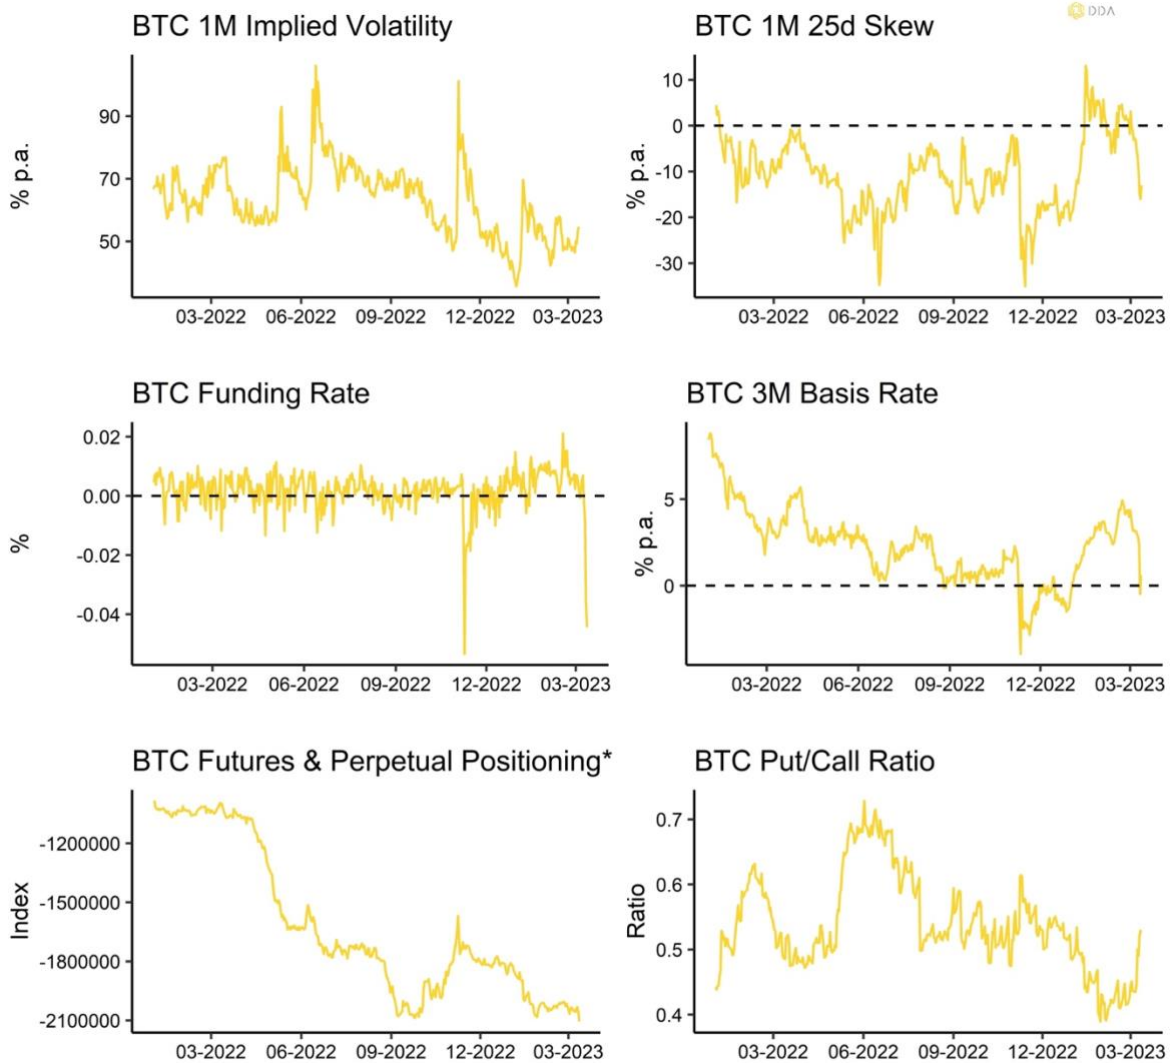 DDA
BTC 1M Implied Volatility
% p.a.
90
70
50
03-2022 06-2022 09-2022 12-2022 03-2023
BTC 1M 25d Skew
% p.a.
10
0
-10
-20
-30
03-2022 06-2022 09-2022 12-2022 03-2023
BTC Funding Rate
%
0.02
0.00
-0.02
-0.04
03-2022 06-2022 09-2022 12-2022 03-2023
BTC 3M Basis Rate
% p.a.
5
0
03-2022 06-2022 09-2022 12-2022 03-2023
BTC Futures & Perpetual Positioning*
Index
-1200000
-1500000
-1800000
-2100000
03-2022 06-2022 09-2022 12-2022 03-2023
BTC Put/Call Ratio
Ratio
0.7
0.6
0.5
0.4
03-2022 06-2022 09-2022 12-2022 03-2023